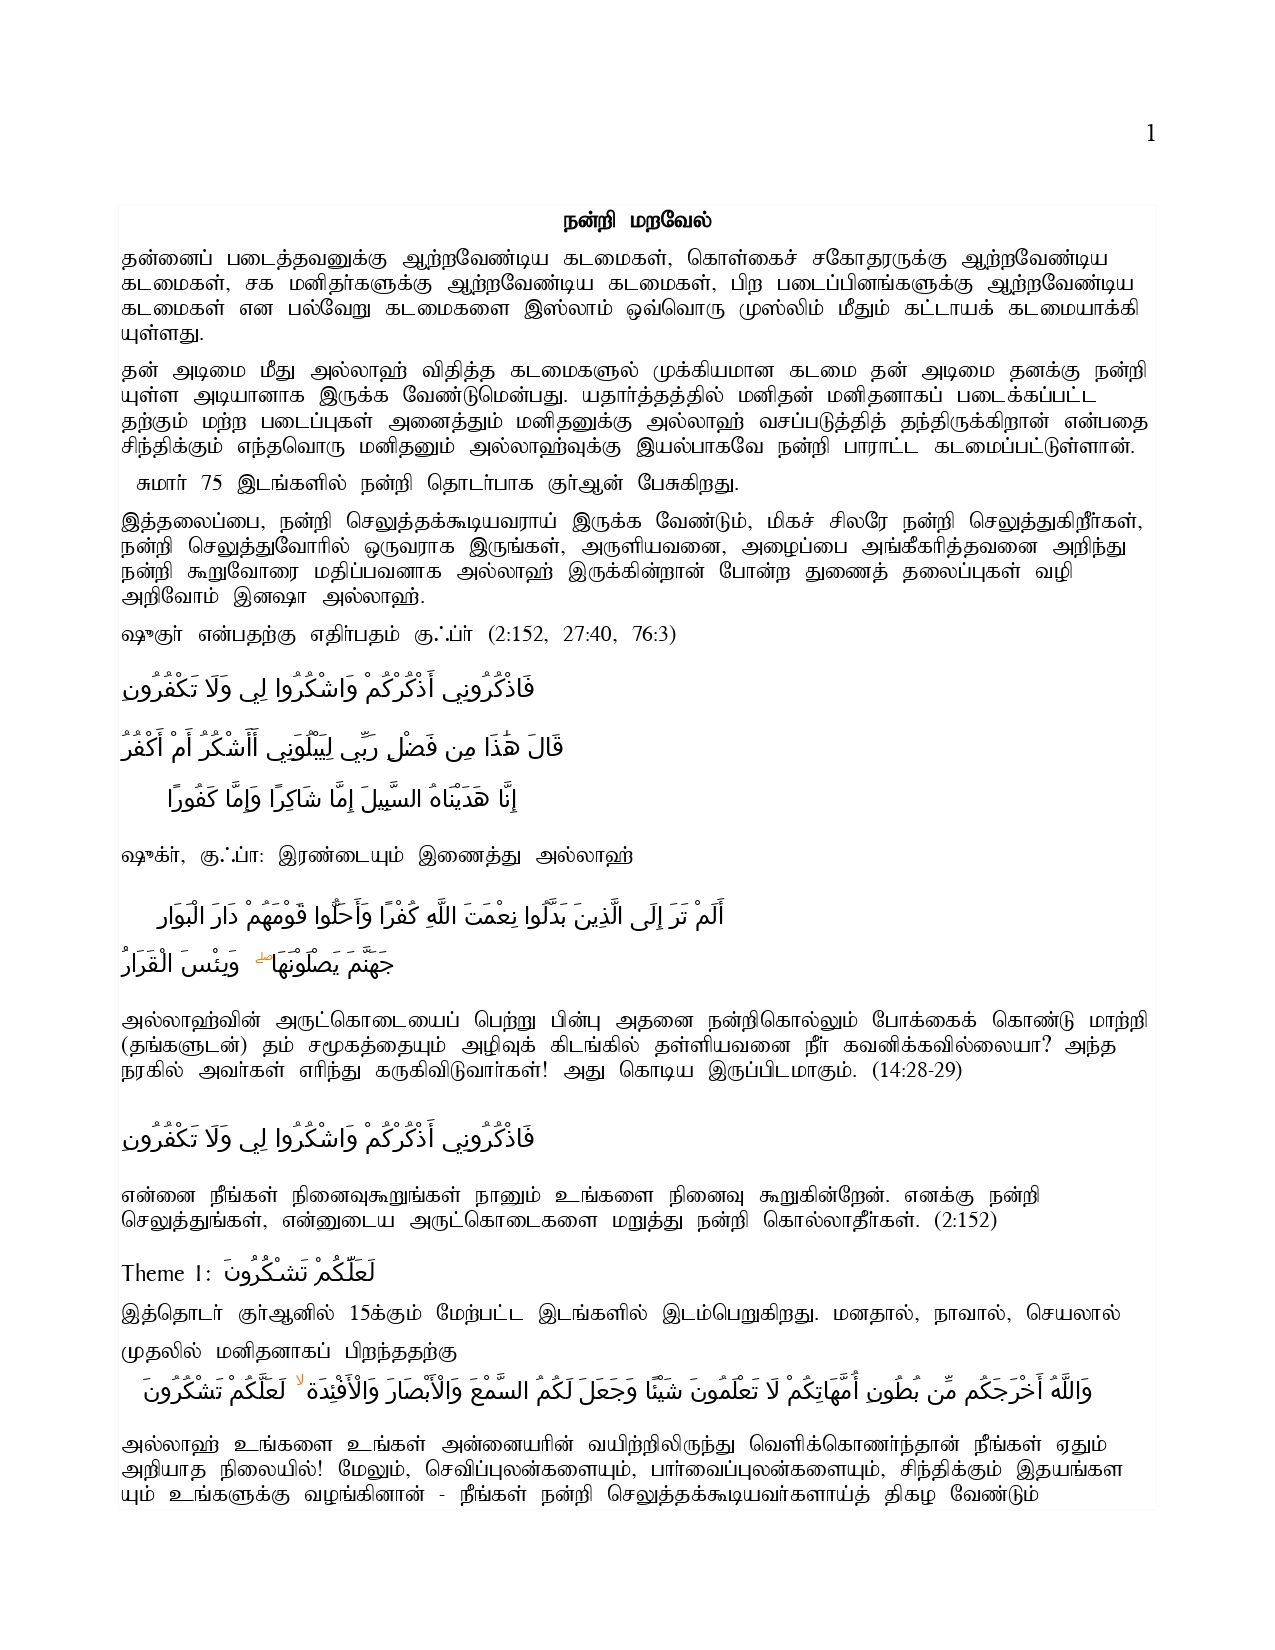 1
நன்றி மறவேல்
தன்னைப் படைத்தவனுக்கு ஆற்றவேண்டிய கடமைகள், கொள்கைச் சகோதரருக்கு ஆற்றவேண்டிய
கடமைகள், சக மனிதர்களுக்கு ஆற்றவேண்டிய கடமைகள், பிற படைப்பினங்களுக்கு ஆற்றவேண்டிய
கடமைகள் என பல்வேறு கடமைகளை இஸ்லாம் ஒவ்வொரு முஸ்லிம் மீதும் கட்டாயக் கடமையாக்கி
யுள்ளது.
தன் அடிமை மீது அல்லாஹ் விதித்த கடமைகளுல் முக்கியமான கடமை தன் அடிமை தனக்கு நன்றி
யுள்ள அடியானாக இருக்க வேண்டுமென்பது. யதார்த்தத்தில் மனிதன் மனிதனாகப் படைக்கப்பட்ட
தற்கும் மற்ற படைப்புகள் அனைத்தும் மனிதனுக்கு அல்லாஹ் வசப்படுத்தித் தந்திருக்கிறான் என்பதை
சிந்திக்கும் எந்தவொரு மனிதனும் அல்லாஹ்வுக்கு இயல்பாகவே நன்றி பாராட்ட கடமைப்பட்டுள்ளான்.
சுமார் 75 இடங்களில் நன்றி தொடர்பாக குர்ஆன் பேசுகிறது.
இத்தலைப்பை, நன்றி செலுத்தக்கூடியவராய் இருக்க வேண்டும், மிகச் சிலரே நன்றி செலுத்துகிறீர்கள்,
நன்றி செலுத்துவோரில் ஒருவராக இருங்கள், அருளியவனை, அழைப்பை அங்கீகரித்தவனை அறிந்து
நன்றி கூறுவோரை மதிப்பவனாக அல்லாஹ் இருக்கின்றான் போன்ற துணைத் தலைப்புகள் வழி
அறிவோம் இனஷா அல்லாஹ்.
ஷுகுர் என்பதற்கு எதிர்பதம் குஃப்ர் (2:152, 27:40, 76:3)
فَاذْكُرُونِي أَذْكُرْكُمْ وَاشْكُرُوا لِي وَلَا تَكْفُرُونِ
قَالَ هَٰذَا مِن فَضْلِ رَبِّي لِيَبْلُوَنِي أَأَشْكُرُ أَمْ أَكْفُرُ
إِنَّا هَدَيْنَاهُ السَّبِيلَ إِمَّا شَاكِرًا وَإِمَّا كَفُورًا
ஷுக்ர், குஃப்ர்: இரண்டையும் இணைத்து அல்லாஹ்
أَلَمْ تَرَ إِلَى الَّذِينَ بَدَّلُوا نِعْمَتَ اللَّهِ كُفْرًا وَأَحَلُّوا قَوْمَهُمْ دَارَ الْبَوَارِ
جَهَنَّمَ يَصْلَوْنَهَا ۖ وَبِئْسَ الْقَرَارُ
அல்லாஹ்வின் அருட்கொடையைப் பெற்று பின்பு அதனை நன்றிகொல்லும் போக்கைக் கொண்டு மாற்றி
(தங்களுடன்) தம் சமூகத்தையும் அழிவுக் கிடங்கில் தள்ளியவனை நீர் கவனிக்கவில்லையா? அந்த
நரகில் அவர்கள் எரிந்து கருகிவிடுவார்கள்! அது கொடிய இருப்பிடமாகும். (14:28-29)
فَاذْكُرُونِي أَذْكُرْكُمْ وَاشْكُرُوا لِي وَلَا تَكْفُرُونِ
என்னை நீங்கள் நினைவுகூறுங்கள் நானும் உங்களை நினைவு கூறுகின்றேன். எனக்கு நன்றி
செலுத்துங்கள், என்னுடைய அருட்கொடைகளை மறுத்து நன்றி கொல்லாதீர்கள். (2:152)
Theme 1: لَعَلَّكُمْ تَشْكُرُونَ
இத்தொடர் குர்ஆனில் 15க்கும் மேற்பட்ட இடங்களில் இடம்பெறுகிறது. மனதால், நாவால், செயலால்
முதலில் மனிதனாகப் பிறந்ததற்கு
وَاللَّهُ أَخْرَجَكُم مِّن بُطُونِ أُمَّهَاتِكُمْ لَا تَعْلَمُونَ شَيْئًا وَجَعَلَ لَكُمُ السَّمْعَ وَالْأَبْصَارَ وَالْأَفْئِدَةَ ۙ لَعَلَّكُمْ تَشْكُرُونَ
அல்லாஹ் உங்களை உங்கள் அன்னையரின் வயிற்றிலிருந்து வெளிக்கொணர்ந்தான் நீங்கள் ஏதும்
அறியாத நிலையில்! மேலும், செவிப்புலன்களையும், பார்வைப்புலன்களையும், சிந்திக்கும் இதயங்கள
யும் உங்களுக்கு வழங்கினான் - நீங்கள் நன்றி செலுத்தக்கூடியவர்களாய்த் திகழ வேண்டும்